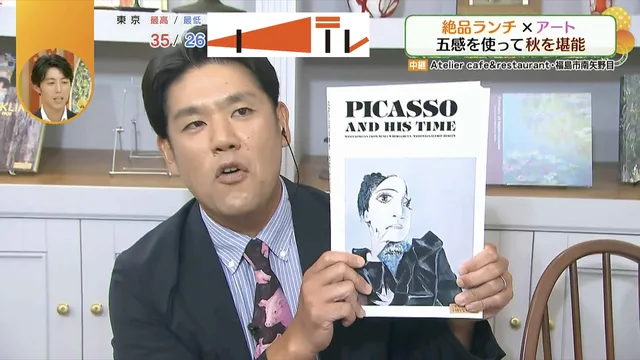 東京 最高/最低
35/26
テレ
絶品ランチ×アート
五感を使って秋を堪能
中継 Atelier cafe&restaurant・福島市南矢野目
PICASSO
AND HIS TIME